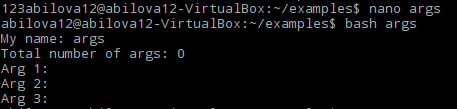 123abilova12@abilova12-VirtualBox:~/examples$ nano args
abilova12@abilova12-VirtualBox:~/examples$ bash args
My name: args
Total number of args: 0
Arg 1:
Arg 2:
Arg 3: